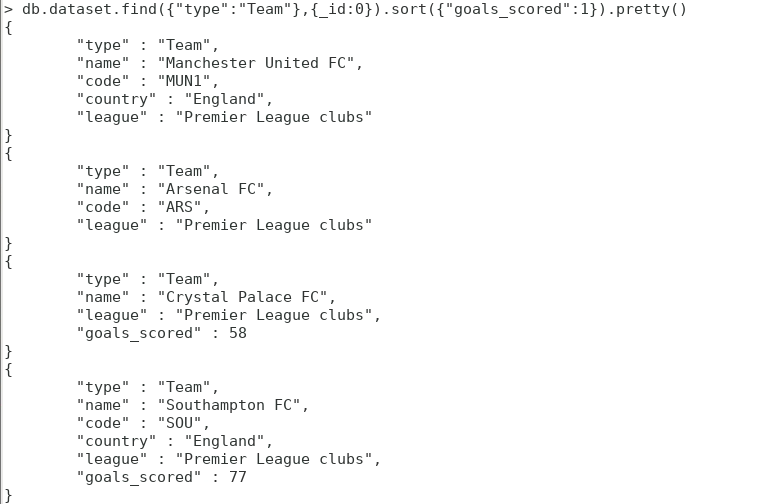 > db.dataset.find({"type":"Team"},{_id:0}).sort({"goals_scored":1}).pretty()
{
        "type" : "Team",
        "name" : "Manchester United FC",
        "code" : "MUN1",
        "country" : "England",
        "league" : "Premier League clubs"
}
{
        "type" : "Team",
        "name" : "Arsenal FC",
        "code" : "ARS",
        "league" : "Premier League clubs"
}
{
        "type" : "Team",
        "name" : "Crystal Palace FC",
        "league" : "Premier League clubs",
        "goals_scored" : 58
}
{
        "type" : "Team",
        "name" : "Southampton FC",
        "code" : "SOU",
        "country" : "England",
        "league" : "Premier League clubs",
        "goals_scored" : 77
}